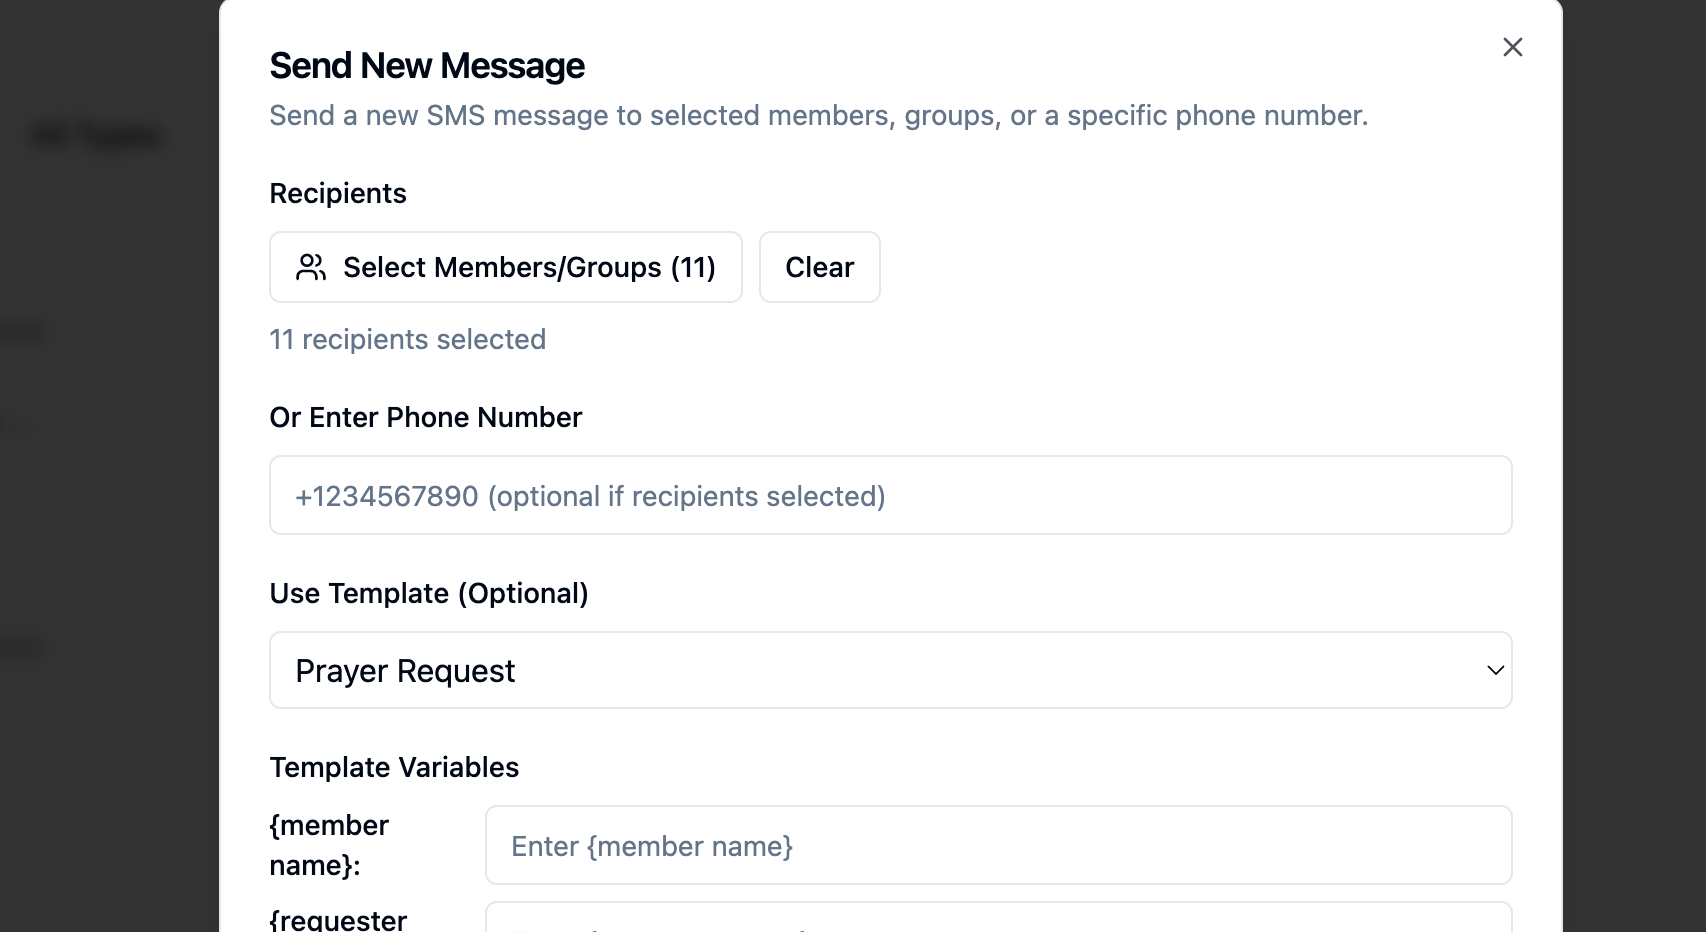 All Types
Send New Message
Send a new SMS message to selected members, groups, or a specific phone number.
Recipients
Select Members/Groups (11)
Clear
11 recipients selected
Or Enter Phone Number
+1234567890 (optional if recipients selected)
Use Template (Optional)
Prayer Request
Template Variables
{member
name}:
Enter {member name}
{requester